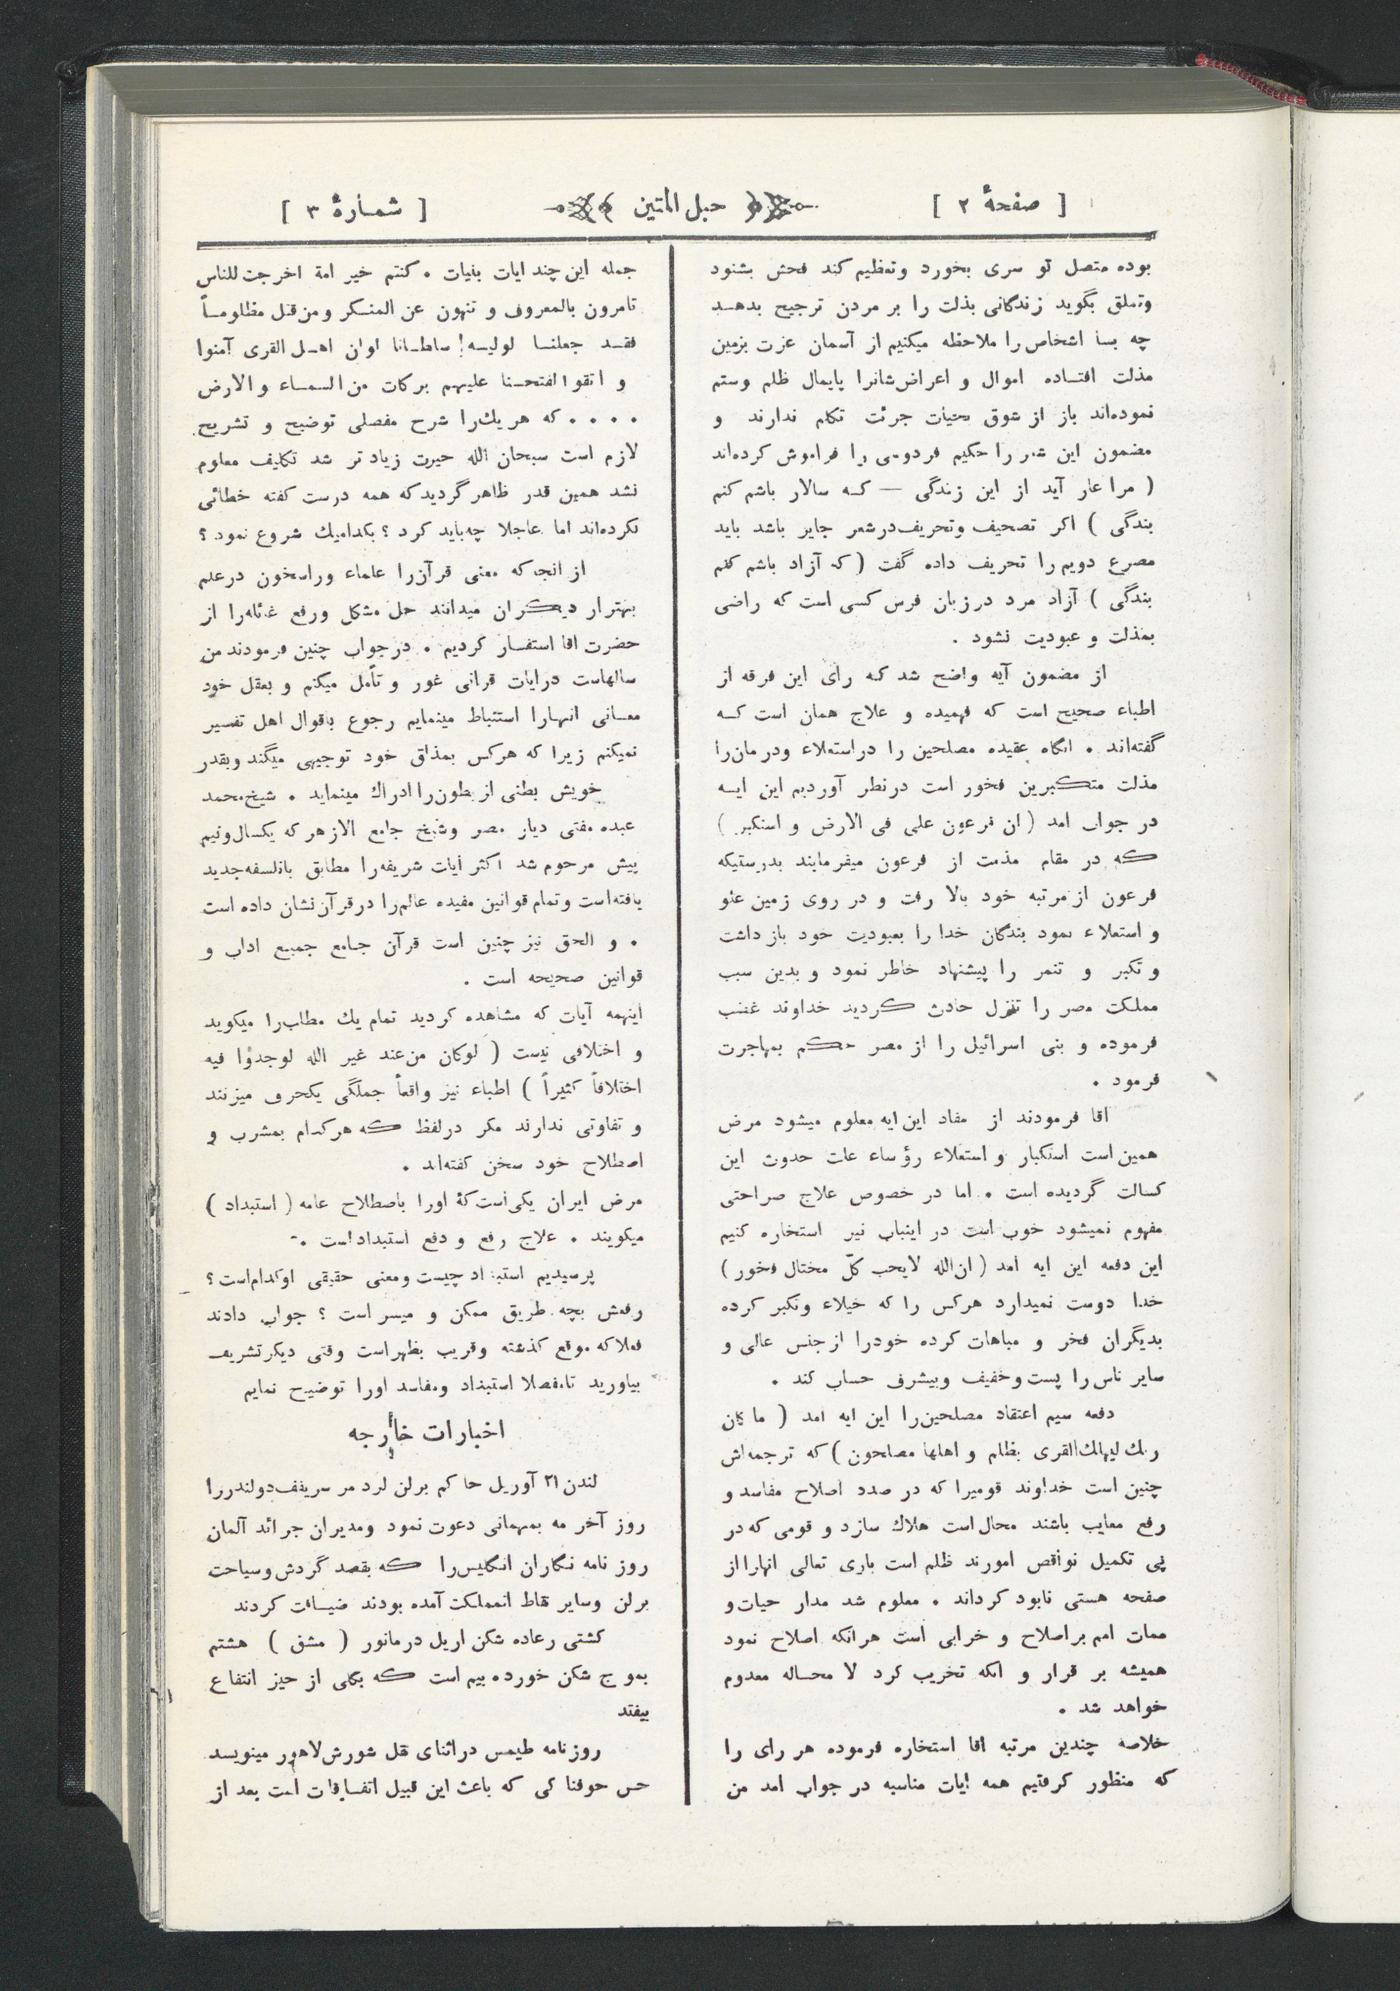 [ صفحهٔ ۲ ]
حبل المتین
[ شمارهٔ ۳ ]
بوده متصل تو سری بخورد وتعظیم کند فحش بشنود
وتملق بگوید زندگانی بذلت را بر مردن ترجیح بدهد
چه بسا اشخاص را ملاحظه میکنیم از آسمان عزت بزمین
مذلت افتاده اموال و اعراض‌شانرا پایمال ظلم وستم
نموده‌اند باز از شوق حیات جرئت تکلم ندارند و
مضمون این شعر را حکیم فردوسی را فراموش کرده‌اند
( مرا عار آید از این زندگی — که سالار باشم کنم
بندگی ) اکر تصحیف وتحریف‌درشعر جایز باشد باید
مصرع دویم را تحریف داده گفت ( که آزاد باشم کنم
بندگی ) آزاد مرد درزبان فرس کسی است که راضی
بمذلت و عبودیت نشود .
از مضمون آیه واضح شد که رأی این فرقه از
اطباء صحیح است که فهمیده و علاج همان است که
گفته‌اند . انگاه عقیده مصلحین را دراستعلاء ودرمان‌را
مذلت متکبرین فخور است درنظر آوردیم این ایه
در جواب امد ( ان فرعون علی فی الارض و استکبر )
که در مقام مذمت از فرعون میفرمایند بدرستیکه
فرعون از مرتبه خود بالا رفت و در روی زمین علو
و استعلاء نمود بندگان خدا را بعبودیت خود بازداشت
و تکبر و تنمر را پیشنهاد خاطر نمود و بدین سبب
مملکت مصر را تنزل حادث کردید خداوند غضب
فرموده و بنی اسرائیل را از مصر حکم بمهاجرت
فرمود .
اقا فرمودند از مفاد این‌ایه معلوم میشود مرض
همین است استکبار و استعلاء رؤساء علت حدوث این
کسالت گردیده است . اما در خصوص علاج صراحتی
مفهوم نمیشود خوب است در اینباب نیز استخاره کنیم
این دفعه این ایه امد ( ان‌الله لایحب کلّ مختال فخور )
خدا دوست نمیدارد هرکس را که خیلاء وتکبر کرده
بدیگران فخر و مباهات کرده خودرا ازجنس عالی و
سایر ناس را پست وخفیف وبیشرف حساب کند .
دفعه سیم اعتقاد مصلحین‌را این ایه امد ( ما کان
ربك لیهلك‌القری بظلم و اهلها مصلحون ) که ترجمه‌اش
چنین است خداوند قومیرا که در صدد اصلاح مفاسد و
رفع معایب باشند محال است هلاك سازد و قومی که در
پی تکمیل نواقص امورند ظلم است باری تعالی انهارا از
صفحه هستی نابود کرداند . معلوم شد مدار حیات و
ممات امم براصلاح و خرابی است هرانکه اصلاح نمود
همیشه بر قرار و انکه تخریب کرد لا محاله معدوم
خواهد شد .
خلاصه چندین مرتبه اقا استخاره فرموده هر رای را
که منظور کرفتیم همه ایات مناسبه در جواب امد من
جمله این چند ایات بنیات . کنتم خیر امة اخرجت للناس
تامرون بالمعروف و تنهون عن المنکر و من قتل مظلوماً
فقد جعلنا لولیه سلطانا اوان اهل القری آمنوا
و اتقوا لفتحنا علیهم برکات من السماء و الارض
. . . . که هریك‌را شرح مفصلی توضیح و تشریح
لازم است سبحان الله حیرت زیادتر شد تکلیف معلوم
نشد همین قدر ظاهر گردید که همه درست کفته خطائی
نکرده‌اند اما عاجلا چه‌باید کرد ؟ بکدامیك شروع نمود ؟
از انجا که معنی قرآن‌را علماء وراسخون درعلم
بهترار دیگران میدانند حل مشکل ورفع غائله‌را از
حضرت اقا استفسار کردیم . درجواب چنین فرمودند من
سالهاست درایات قرانی غور و تأمل میکنم و بعقل خود
معانی انهارا استنباط مینمایم رجوع باقوال اهل تفسیر
نمیکنم زیرا که هرکس بمذاق خود توجیهی میکند وبقدر
خویش بطنی از بطون‌را ادراك مینماید . شیخ‌محمد
عبده مفتی دیار مصر وشیخ جامع الازهر که یکسال‌ونیم
پیش مرحوم شد اکثر ایات شریفه‌را مطابق بافلسفه جدید
یافته‌است و تمام قوانین مفیده عالم‌را درقرآن‌نشان داده است
. و الحق نیز چنین است قرآن جامع جمیع اداب و
قوانین صحیحه است .
اینهمه آیات که مشاهده کردید تمام یك مطلب‌را میکوید
و اختلافی نیست ( لوکان من‌عند غیر الله لوجدوا فیه
اختلافاً کثیراً ) اطباء نیز واقعاً جملگی یکحرف میزنند
و تفاوتی ندارند مکر درلفظ که هرکدام بمشرب و
اصطلاح خود سخن کفته‌اند .
مرض ایران یکی‌است که اورا باصطلاح عامه ( استبداد )
میکویند . علاج رفع و دفع استبداد است .
پرسیدیم استبداد چیست ومعنی حقیقی اوکدام‌است ؟
رفعش بچه طریق ممکن و میسر است ؟ جواب دادند
فعلا که موقع کذشته وقریب بظهراست وقتی دیکر تشریف
بیاورید تامفصلا استبداد ومفاسد اورا توضیح نمایم
اخبارات خارجه
لندن ۲۱ آوریل حاکم برلن لرد مر سریفف‌دولندررا
روز آخر مه بمهمانی دعوت نمود ومدیران جرائد آلمان
روز نامه نگاران انگلیس‌را که بقصد گردش وسیاحت
برلن وسایر نقاط انمملکت آمده بودند ضیافت کردند
کشتی رعاده شکن اریل درمانور ( مشق ) هشتم
بموج شکن خورده بیم است که بکلی از حیز انتفاع
بیفتد
روزنامه طیمس دراثنای نقل شورش‌لاهور مینویسد
حس خوفناکی که باعث این قبیل اتفاقات است بعد از